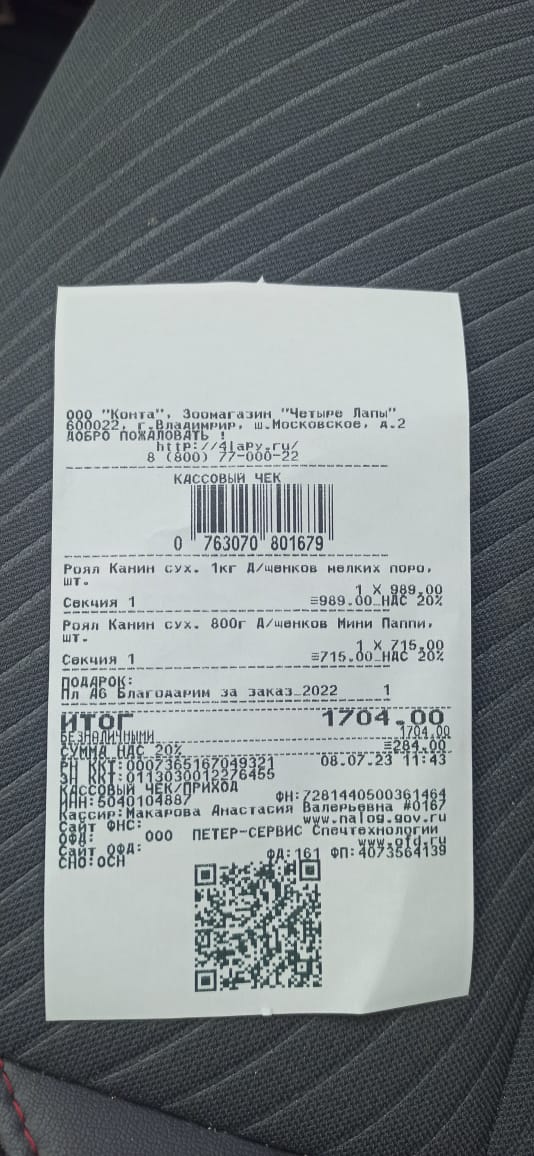 ООО "Конта", Зоомагазин "Четыре Лапы"
600022, г.Владимрир, ш.Московское, д.2
ДОБРО ПОЖАЛОВАТЬ !
http://4lapy.ru/
8 (800) 77-000-22
КАССОВЫЙ ЧЕК
0 763070 801679
Роял Канин сух. 1кг Д/щенков мелких поро,
шт.
1 X 989.00
Секция 1 ≡989.00_НДС 20%
Роял Канин сух. 800г Д/щенков Мини Паппи,
шт.
1 X 715.00
Секция 1 ≡715.00_НДС 20%
ПОДАРОК:
Пл А6 Благодарим за заказ_2022 1
ИТОГ 1704.00
БЕЗНАЛИЧНЫМИ 1704.00
СУММА НДС 20% ≡284.00
РН ККТ:0007365167049321 08.07.23 11:43
ЗН ККТ:0113030012276455
КАССОВЫЙ ЧЕК/ПРИХОД
ИНН:5040104887 ФН:7281440500361464
Кассир:Макарова Анастасия Валерьевна #0167
Сайт ФНС: www.nalog.gov.ru
ОФД: ООО ПЕТЕР-СЕРВИС Спецтехнологии
Сайт ОФД: www.ofd.ru
СНО:ОСН ФД:161 ФП:4073564139